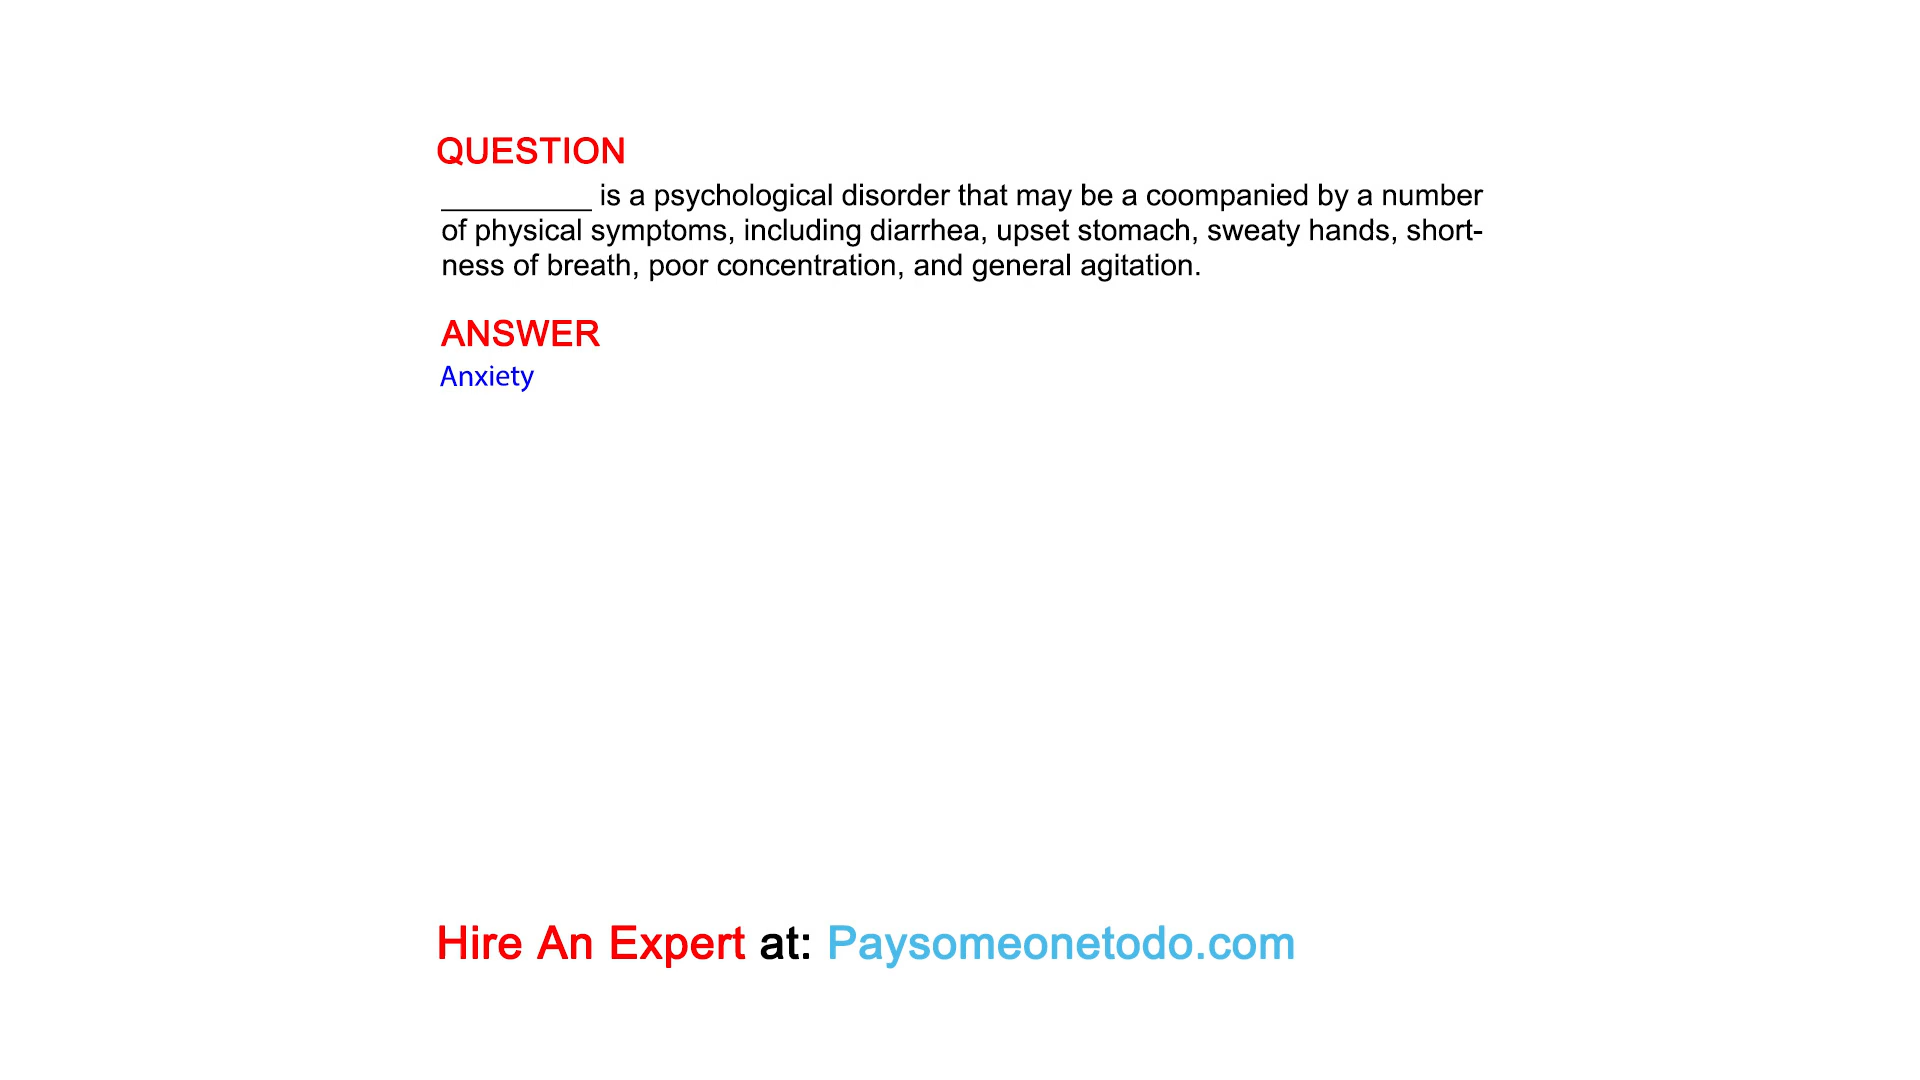 QUESTION
_________ is a psychological disorder that may be a coompanied by a number
of physical symptoms, including diarrhea, upset stomach, sweaty hands, short-
ness of breath, poor concentration, and general agitation.
ANSWER
Anxiety
Hire An Expert at: Paysomeonetodo.com